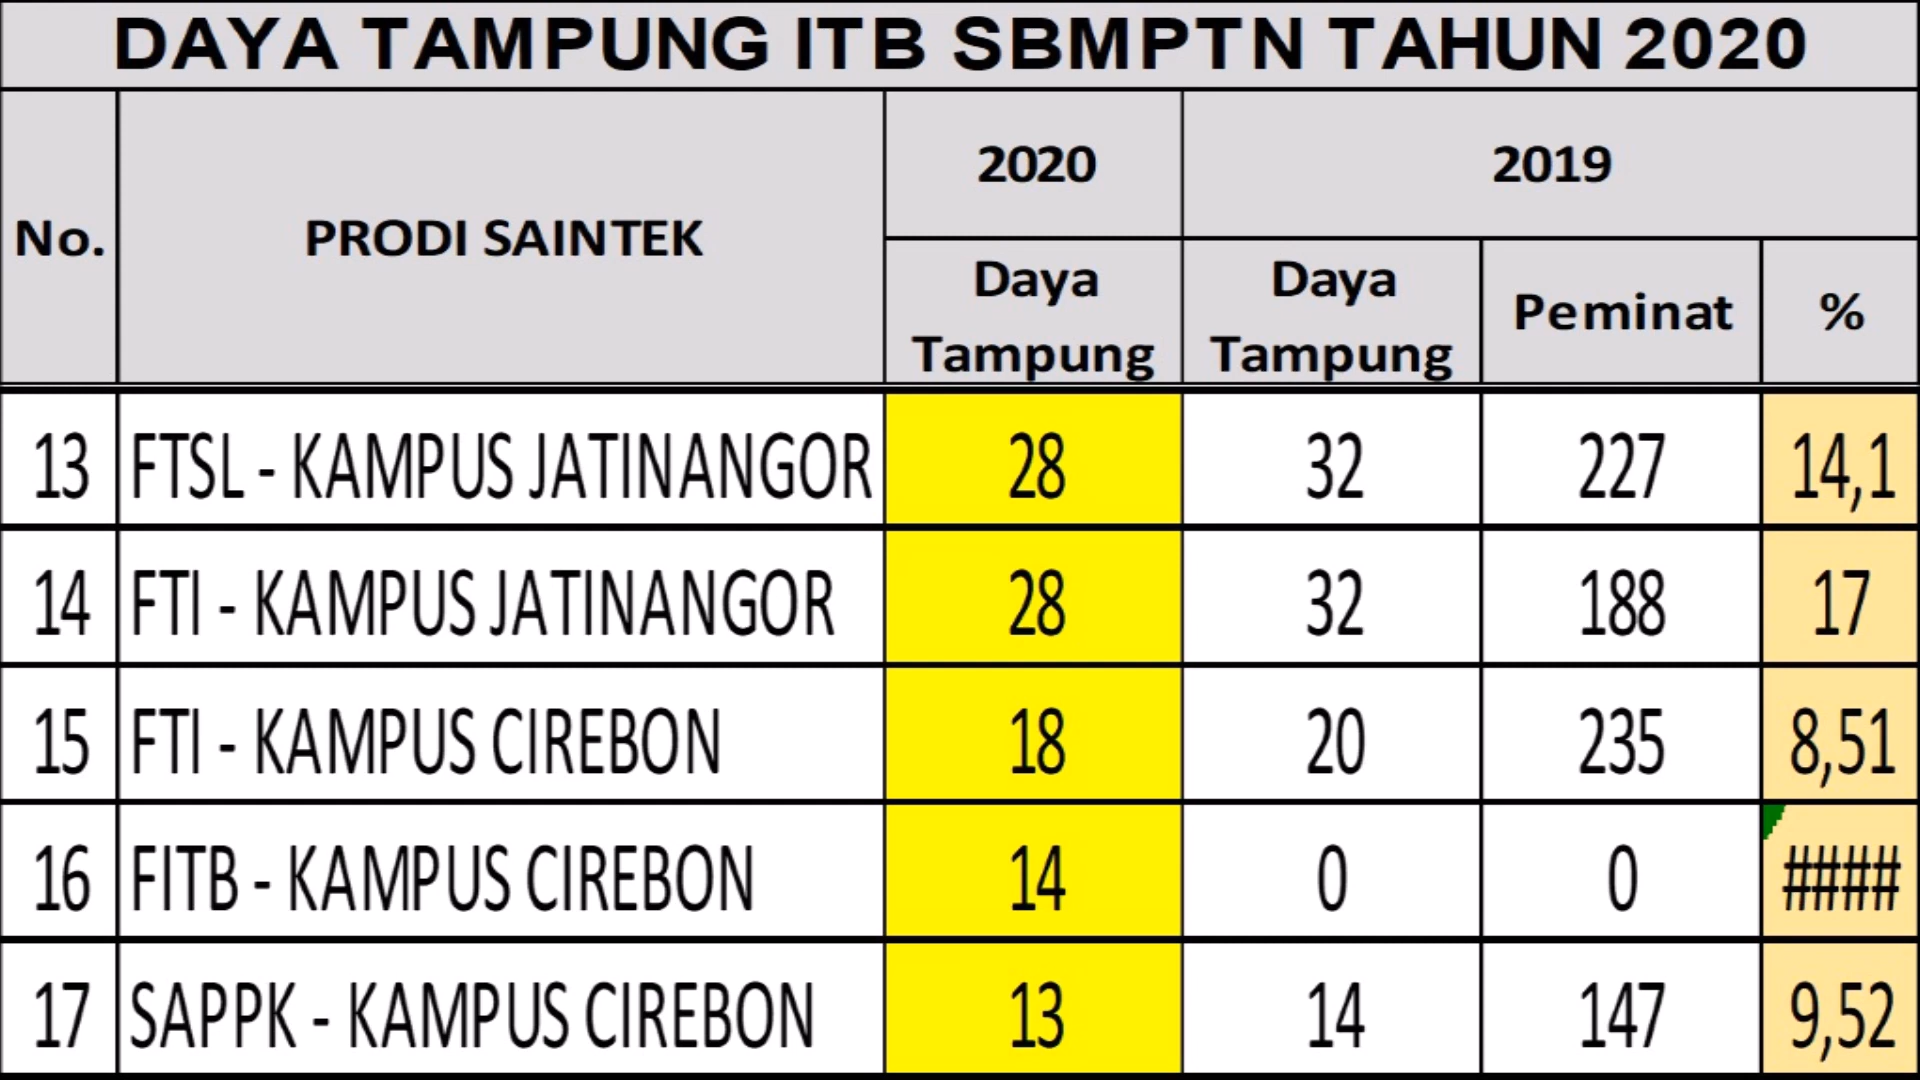 DAYA TAMPUNG ITB SBMPTN TAHUN 2020
No. PRODI SAINTEK 2020 2019
Daya Tampung Daya Tampung Peminat %
13 FTSL - KAMPUS JATINANGOR 28 32 227 14,1
14 FTI - KAMPUS JATINANGOR 28 32 188 17
15 FTI - KAMPUS CIREBON 18 20 235 8,51
16 FITB - KAMPUS CIREBON 14 0 0 ####
17 SAPPK - KAMPUS CIREBON 13 14 147 9,52